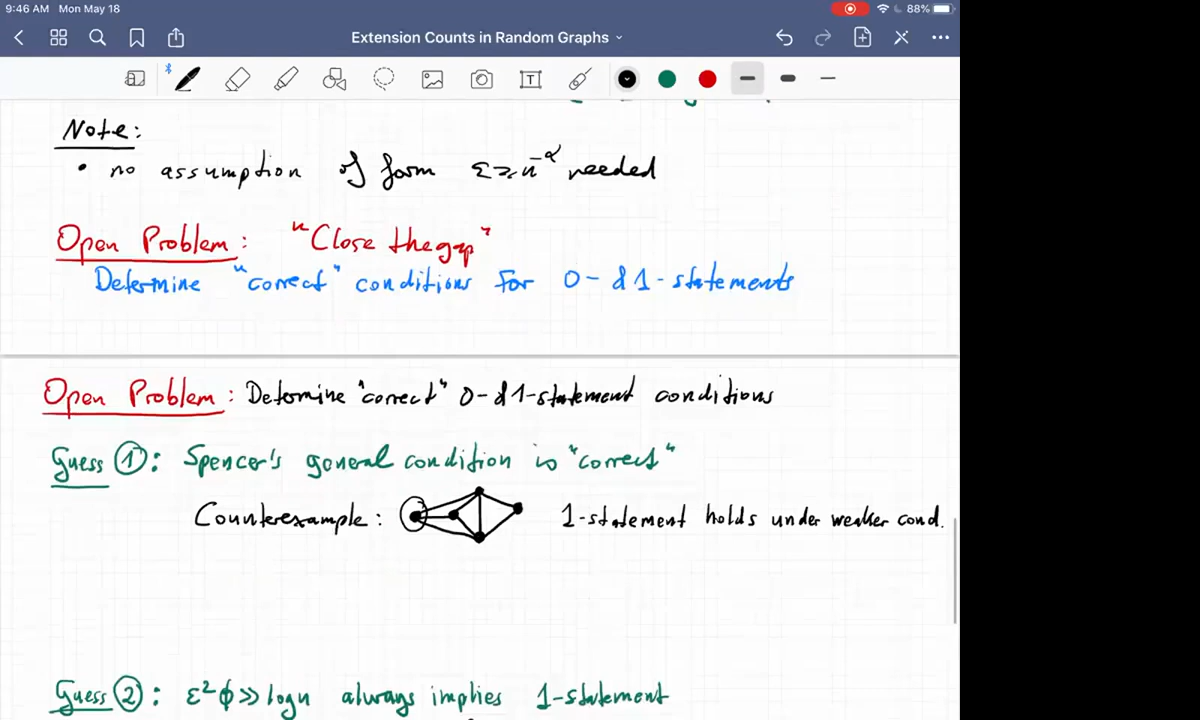 9:46 AM Mon May 18
88%
Extension Counts in Random Graphs
T
Note:
• no assumption of form ε ≥ n^-α needed
Open Problem: "Close the gap"
Determine "correct" conditions for 0- & 1-statements
Open Problem: Determine "correct" 0- & 1-statement conditions
Guess ①: Spencer's general condition is "correct"
Counterexample: 1-statement holds under weaker cond.
Guess ②: ε²Φ >> log n always implies 1-statement